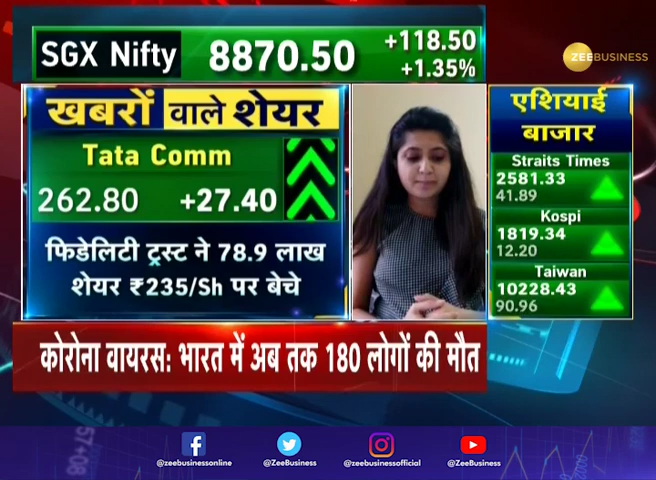 SGX Nifty 8870.50 +118.50
+1.35%
ZEEBUSINESS
खबरों वाले शेयर
Tata Comm
262.80 +27.40
फिडेलिटी ट्रस्ट ने 78.9 लाख
शेयर ₹235/Sh पर बेचे
एशियाई
बाजार
Straits Times
2581.33
41.89
Kospi
1819.34
12.20
Taiwan
10228.43
90.96
कोरोना वायरस: भारत में अब तक 180 लोगों की मौत
@zeebusinessonline @ZeeBusiness @zeebusinessofficial @ZeeBusiness